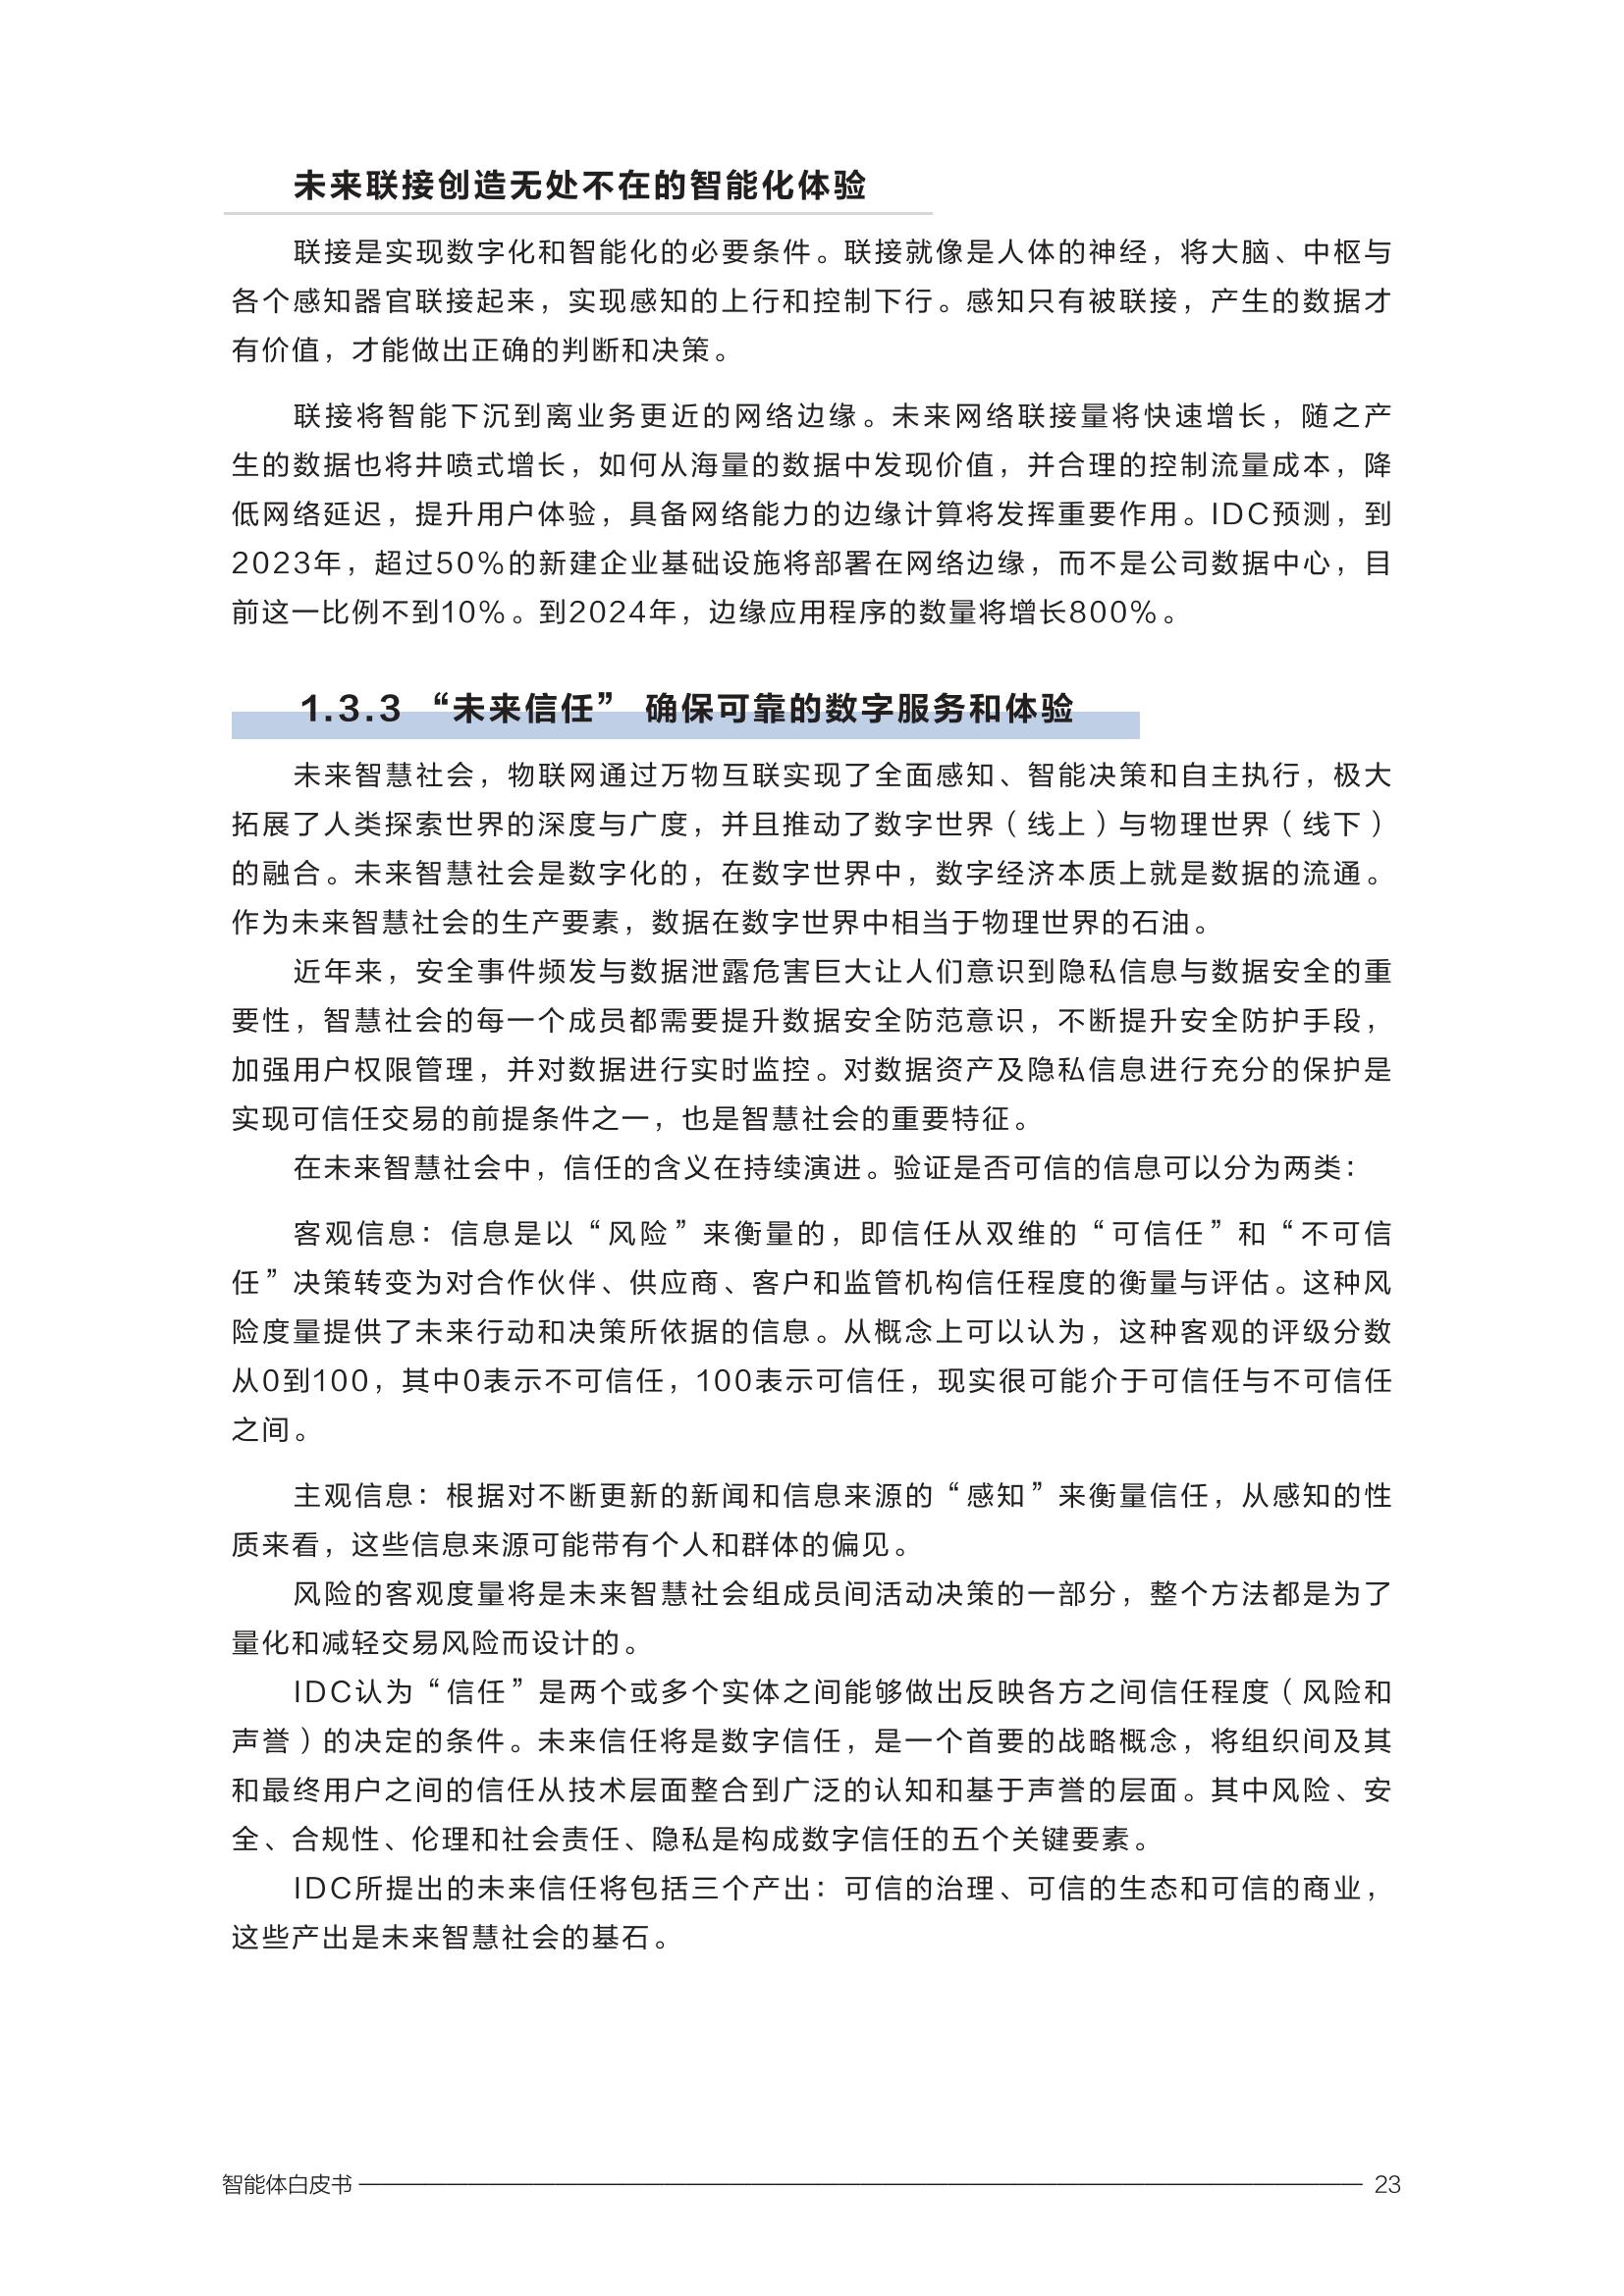 未来联接创造无处不在的智能化体验
联接是实现数字化和智能化的必要条件。联接就像是人体的神经，将大脑、中枢与
各个感知器官联接起来，实现感知的上行和控制下行。感知只有被联接，产生的数据才
有价值，才能做出正确的判断和决策。
联接将智能下沉到离业务更近的网络边缘。未来网络联接量将快速增长，随之产
生的数据也将井喷式增长，如何从海量的数据中发现价值，并合理的控制流量成本，降
低网络延迟，提升用户体验，具备网络能力的边缘计算将发挥重要作用。IDC预测，到
2023年，超过50%的新建企业基础设施将部署在网络边缘，而不是公司数据中心，目
前这一比例不到10%。到2024年，边缘应用程序的数量将增长800%。
1.3.3 “未来信任” 确保可靠的数字服务和体验
未来智慧社会，物联网通过万物互联实现了全面感知、智能决策和自主执行，极大
拓展了人类探索世界的深度与广度，并且推动了数字世界（线上）与物理世界（线下）
的融合。未来智慧社会是数字化的，在数字世界中，数字经济本质上就是数据的流通。
作为未来智慧社会的生产要素，数据在数字世界中相当于物理世界的石油。
近年来，安全事件频发与数据泄露危害巨大让人们意识到隐私信息与数据安全的重
要性，智慧社会的每一个成员都需要提升数据安全防范意识，不断提升安全防护手段，
加强用户权限管理，并对数据进行实时监控。对数据资产及隐私信息进行充分的保护是
实现可信任交易的前提条件之一，也是智慧社会的重要特征。
在未来智慧社会中，信任的含义在持续演进。验证是否可信的信息可以分为两类：
客观信息：信息是以“风险”来衡量的，即信任从双维的“可信任”和“不可信
任”决策转变为对合作伙伴、供应商、客户和监管机构信任程度的衡量与评估。这种风
险度量提供了未来行动和决策所依据的信息。从概念上可以认为，这种客观的评级分数
从0到100，其中0表示不可信任，100表示可信任，现实很可能介于可信任与不可信任
之间。
主观信息：根据对不断更新的新闻和信息来源的“感知”来衡量信任，从感知的性
质来看，这些信息来源可能带有个人和群体的偏见。
风险的客观度量将是未来智慧社会组成员间活动决策的一部分，整个方法都是为了
量化和减轻交易风险而设计的。
IDC认为“信任”是两个或多个实体之间能够做出反映各方之间信任程度（风险和
声誉）的决定的条件。未来信任将是数字信任，是一个首要的战略概念，将组织间及其
和最终用户之间的信任从技术层面整合到广泛的认知和基于声誉的层面。其中风险、安
全、合规性、伦理和社会责任、隐私是构成数字信任的五个关键要素。
IDC所提出的未来信任将包括三个产出：可信的治理、可信的生态和可信的商业，
这些产出是未来智慧社会的基石。
智能体白皮书 23